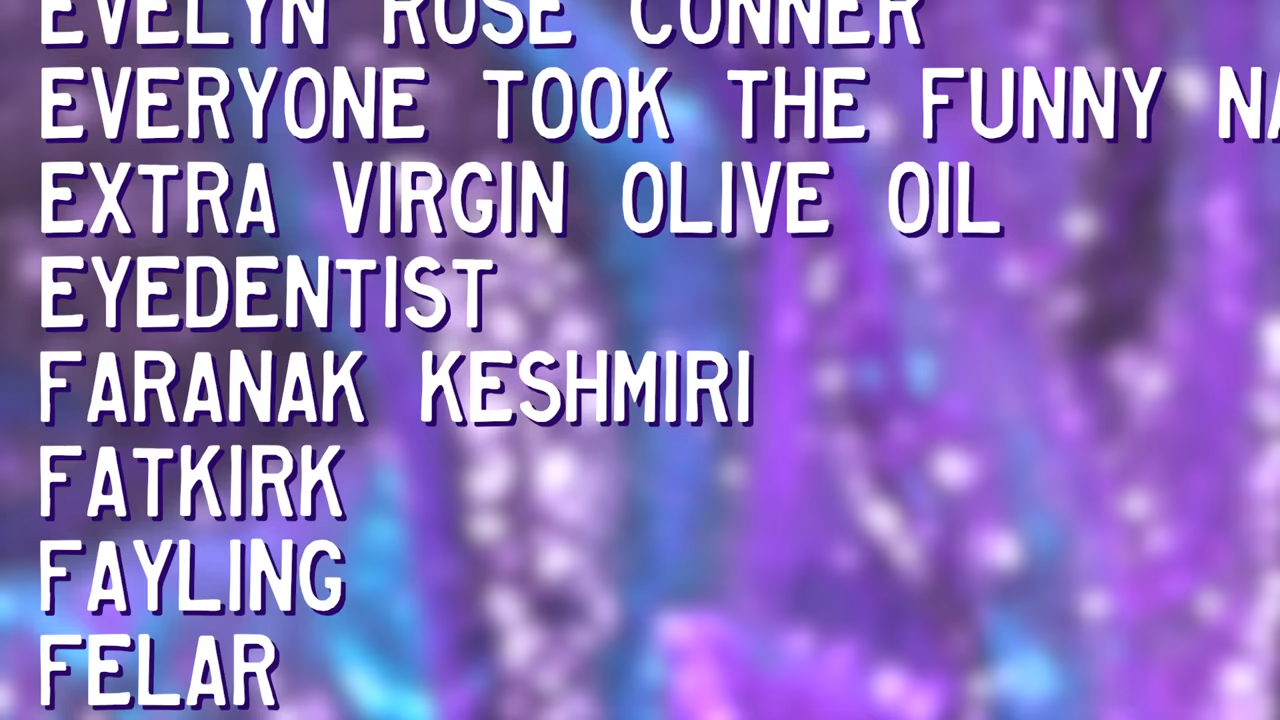 EVELYN ROSE CONNER
EVERYONE TOOK THE FUNNY
EXTRA VIRGIN OLIVE OIL
EYEDENTIST
FARANAK KESHMIRI
FATKIRK
FAYLING
FELAR